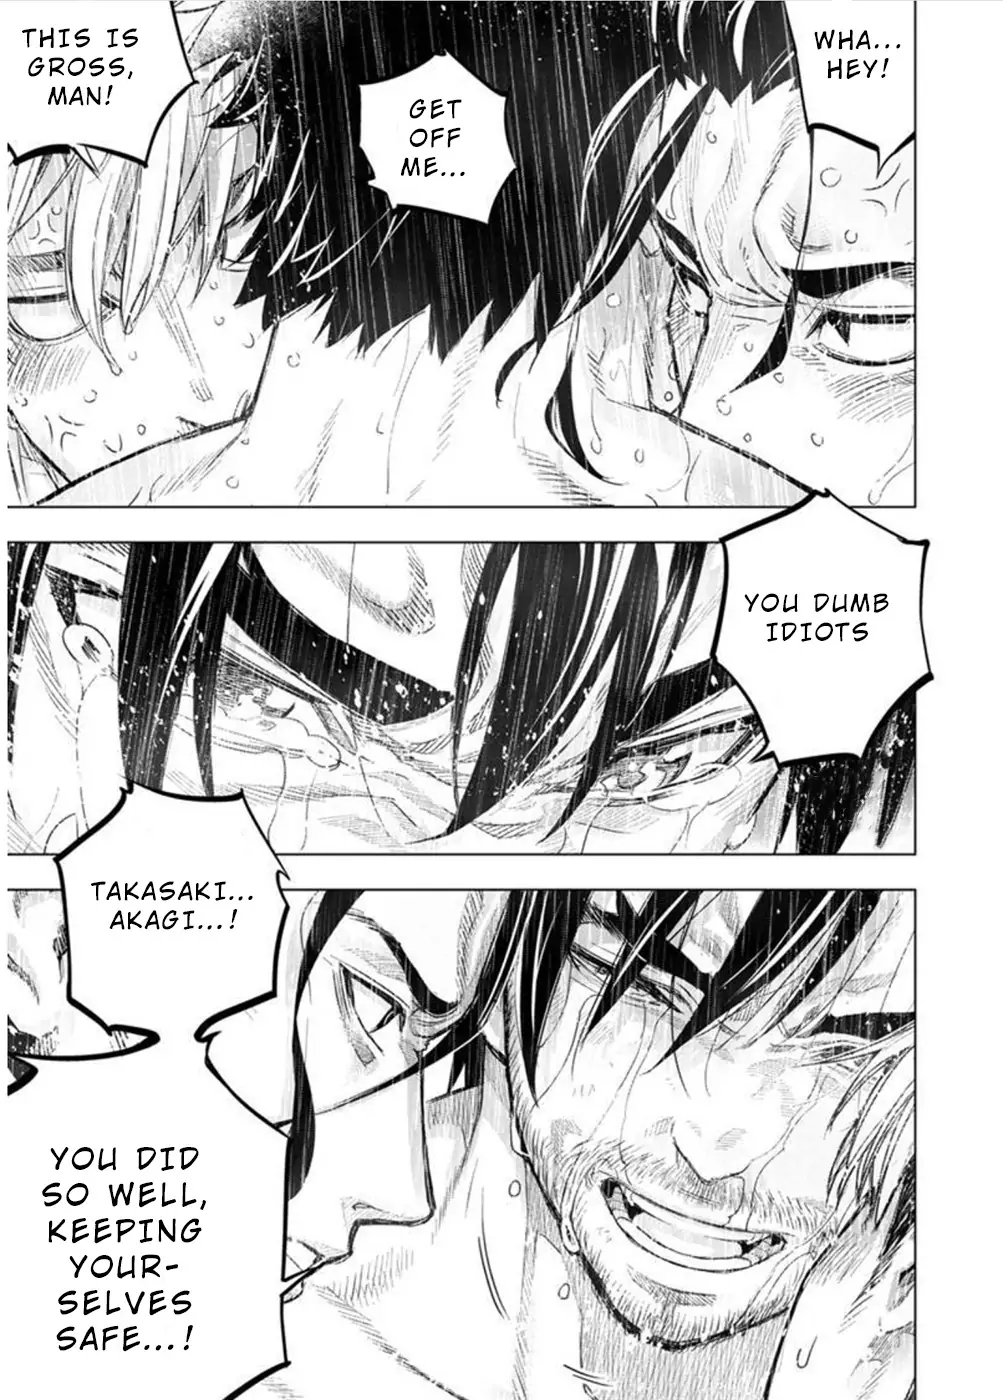 WHA...
HEY!
GET
OFF
ME...
THIS IS
GROSS,
MAN!
YOU DUMB
IDIOTS
TAKASAKI...
AKAGI...!
YOU DID
SO WELL,
KEEPING
YOUR-
SELVES
SAFE...!